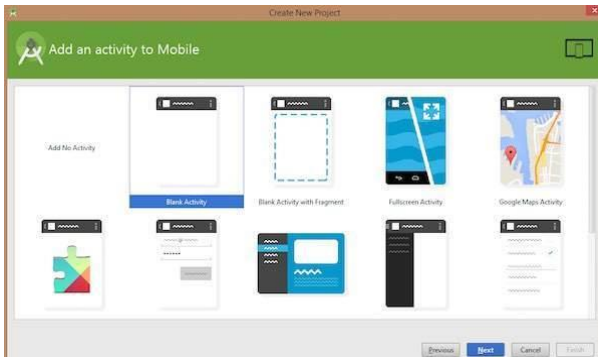 Create New Project
Add an activity to Mobile
Add No Activity
Blank Activity
Blank Activity with Fragment
Fullscreen Activity
Google Maps Activity
Previous
Next
Cancel
Finish